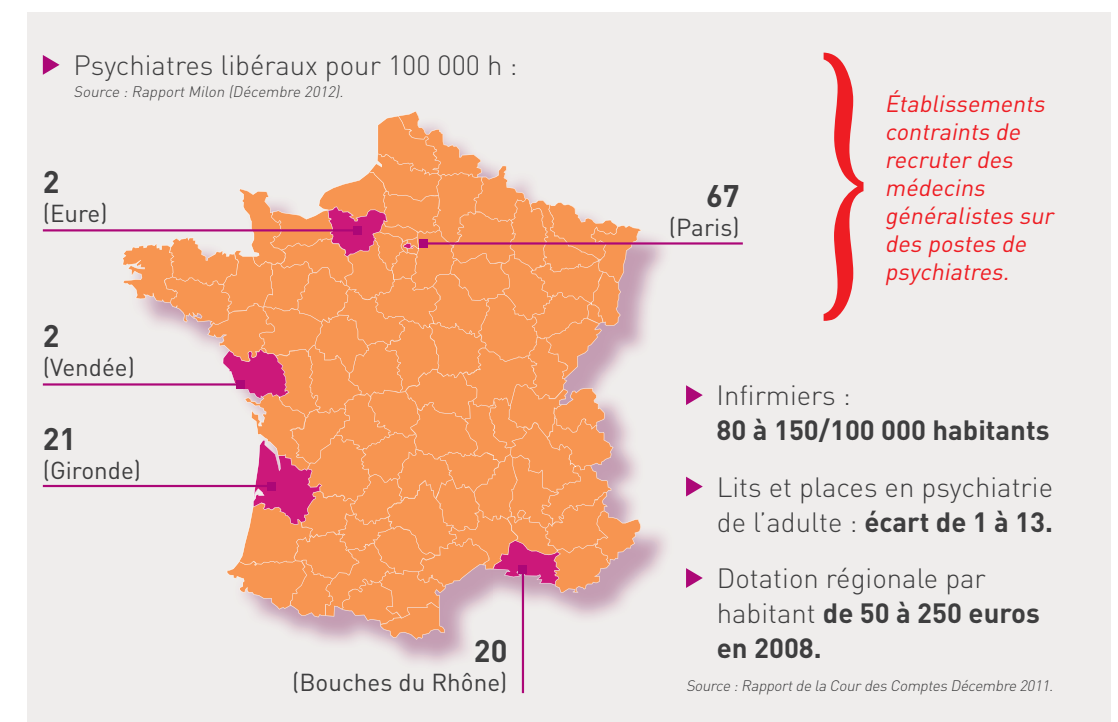 Psychiatres libéraux pour 100 000 h :
Source : Rapport Milon (Décembre 2012).
2
(Eure)
67
(Paris)
2
(Vendée)
21
(Gironde)
20
(Bouches du Rhône)
Établissements
contraints de
recruter des
médecins
généralistes sur
des postes de
psychiatres.
Infirmiers :
80 à 150/100 000 habitants
Lits et places en psychiatrie
de l’adulte : écart de 1 à 13.
Dotation régionale par
habitant de 50 à 250 euros
en 2008.
Source : Rapport de la Cour des Comptes Décembre 2011.